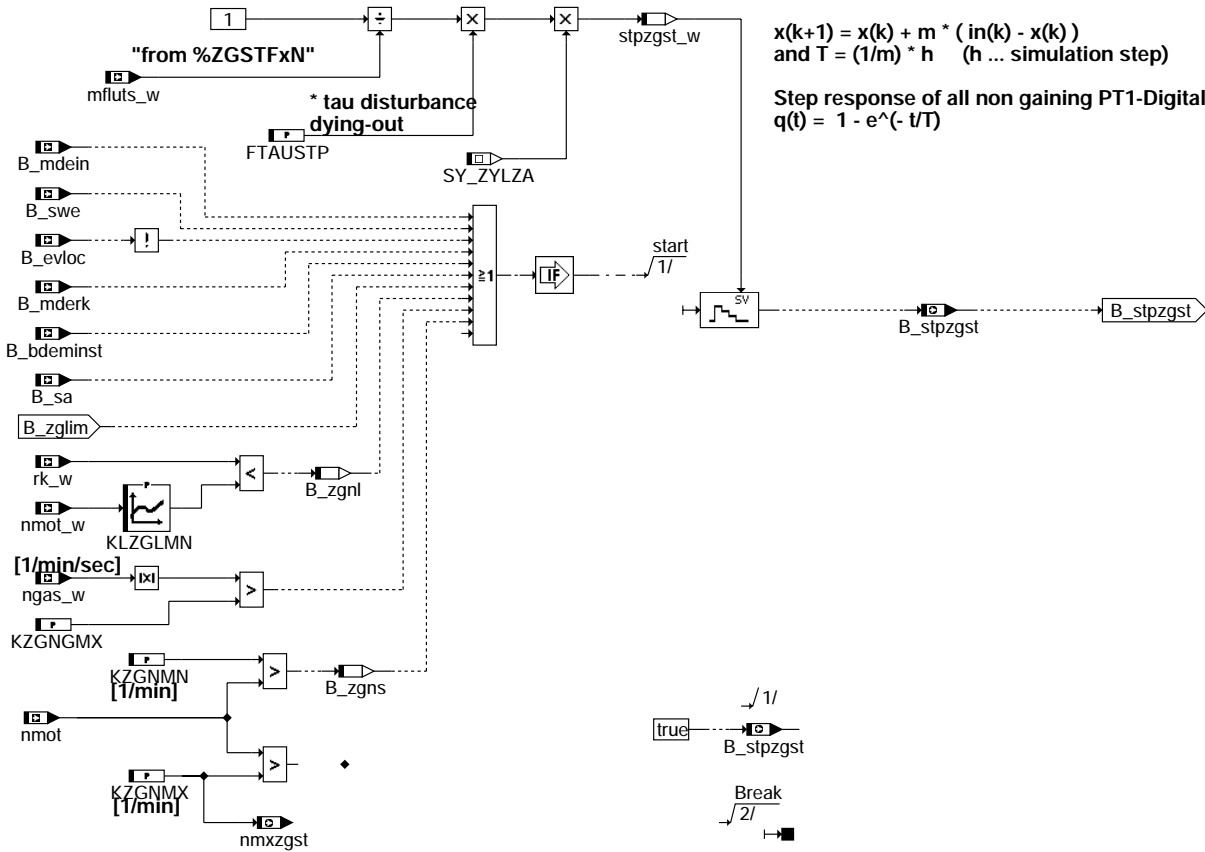 1
÷
×
×
stpzgst_w
x(k+1) = x(k) + m * ( in(k) - x(k) )
and T = (1/m) * h (h ... simulation step)
"from %ZGSTFxN"
mfluts_w
* tau disturbance
dying-out
P
FTAUSTP
Step response of all non gaining PT1-Digital
q(t) = 1 - e^(- t/T)
SY_ZYLZA
B_mdein
B_swe
!
B_evloc
B_mderk
B_bdeminst
B_sa
B_zglim
≧1
IF
start
1/
SV
B_stpzgst
B_stpzgst
rk_w
<
B_zgnl
nmot_w
P
KLZGLMN
[1/min/sec]
ngas_w
|x|
>
P
KZGNGMX
P
KZGNMN
[1/min]
>
B_zgns
nmot
>
P
KZGNMX
[1/min]
nmxzgst
1/
true
B_stpzgst
Break
2/